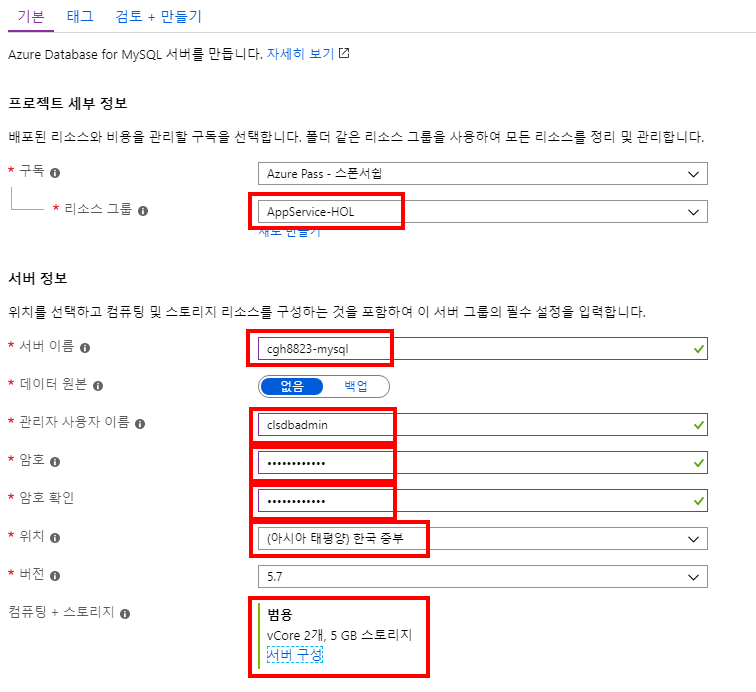 기본 태그 검토 + 만들기
Azure Database for MySQL 서버를 만듭니다. 자세히 보기
프로젝트 세부 정보
배포된 리소스와 비용을 관리할 구독을 선택합니다. 폴더 같은 리소스 그룹을 사용하여 모든 리소스를 정리 및 관리합니다.
* 구독 Azure Pass - 스폰서쉽
* 리소스 그룹 AppService-HOL
새로 만들기
서버 정보
위치를 선택하고 컴퓨팅 및 스토리지 리소스를 구성하는 것을 포함하여 이 서버 그룹의 필수 설정을 입력합니다.
* 서버 이름 cgh8823-mysql
* 데이터 원본 없음 백업
* 관리자 사용자 이름 clsdbadmin
* 암호 ••••••••••••
* 암호 확인 ••••••••••••
* 위치 (아시아 태평양) 한국 중부
* 버전 5.7
컴퓨팅 + 스토리지 범용
vCore 2개, 5 GB 스토리지
서버 구성